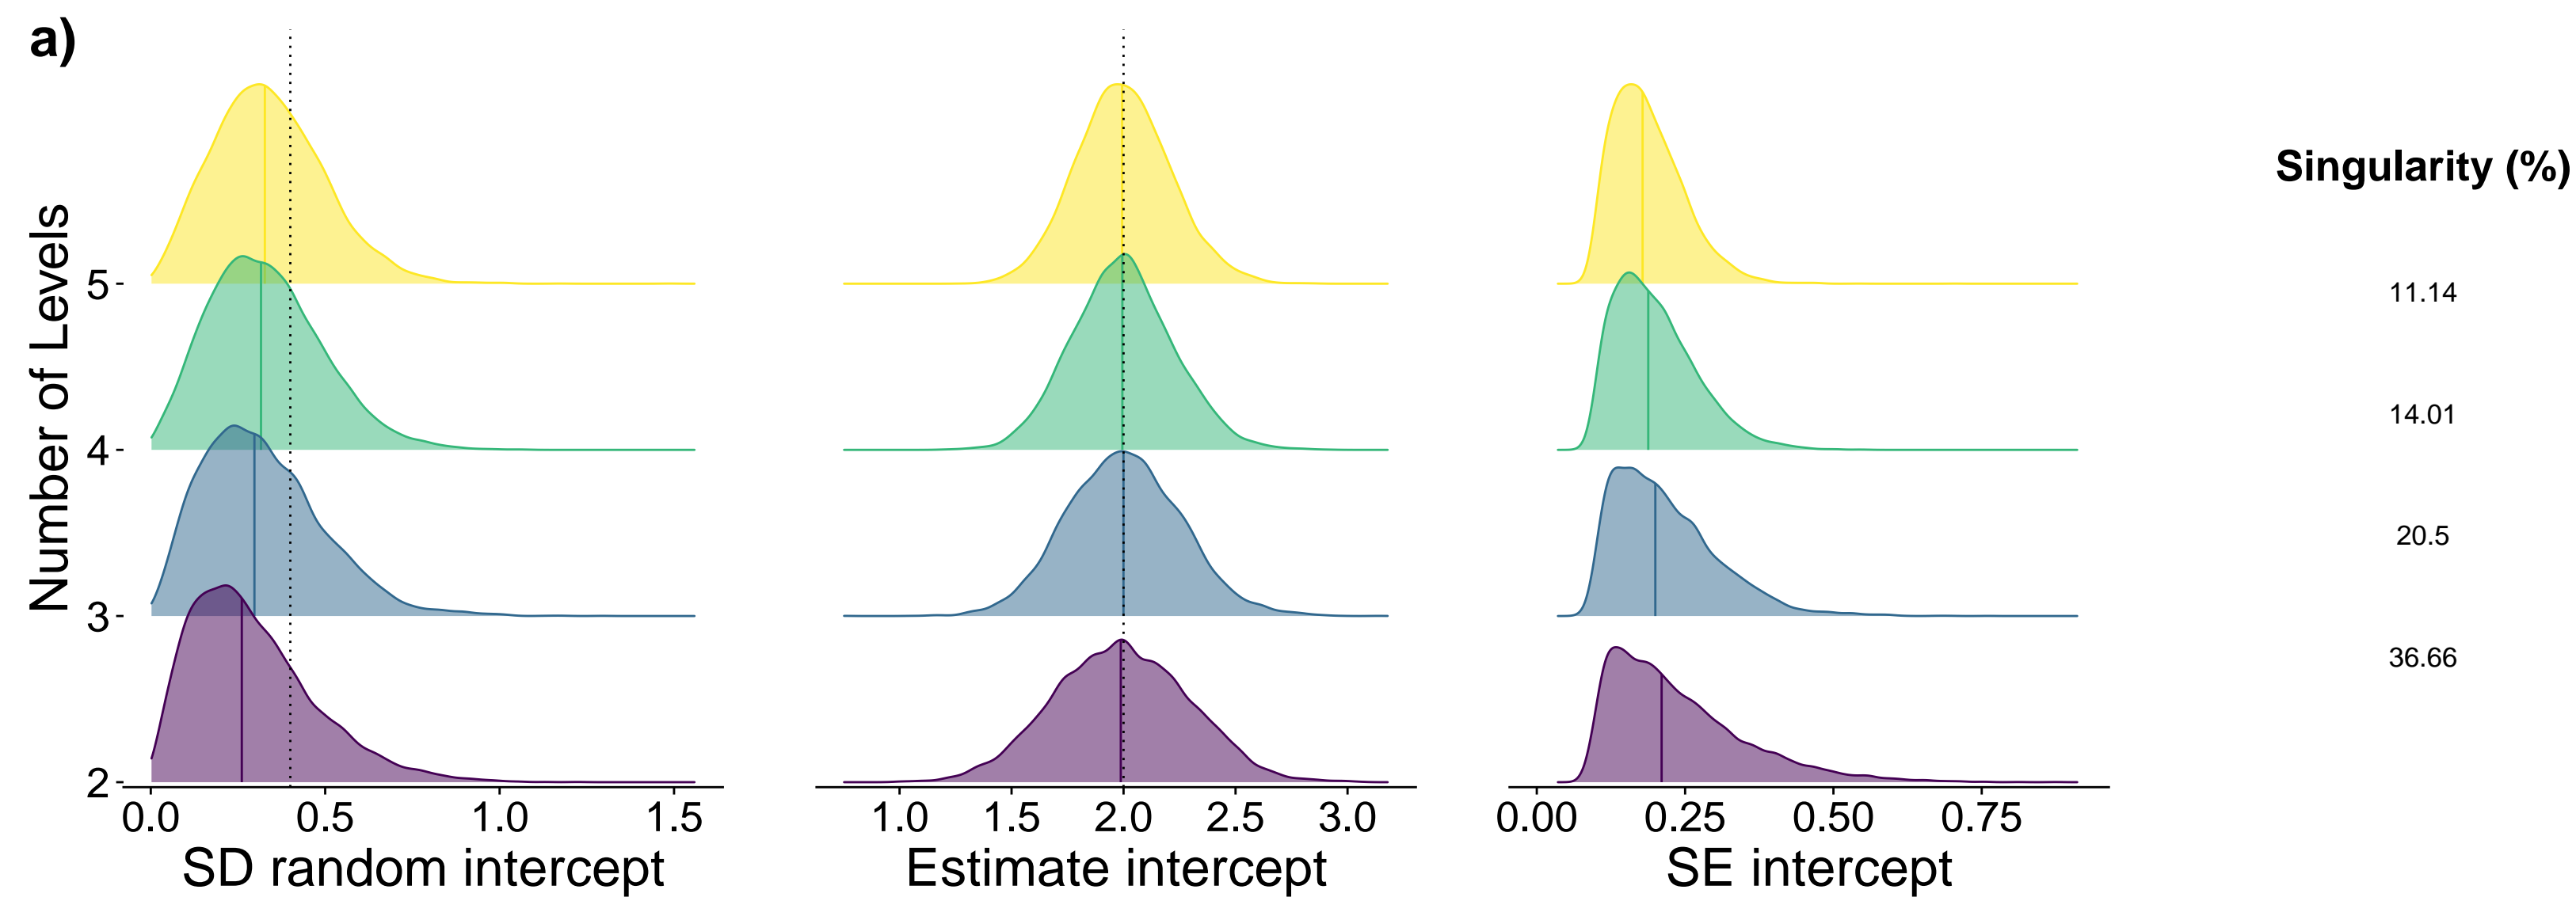 a)
Number of Levels
5
4
3
2
0.0 0.5 1.0 1.5
SD random intercept
1.0 1.5 2.0 2.5 3.0
Estimate intercept
0.00 0.25 0.50 0.75
SE intercept
Singularity (%)
11.14
14.01
20.5
36.66